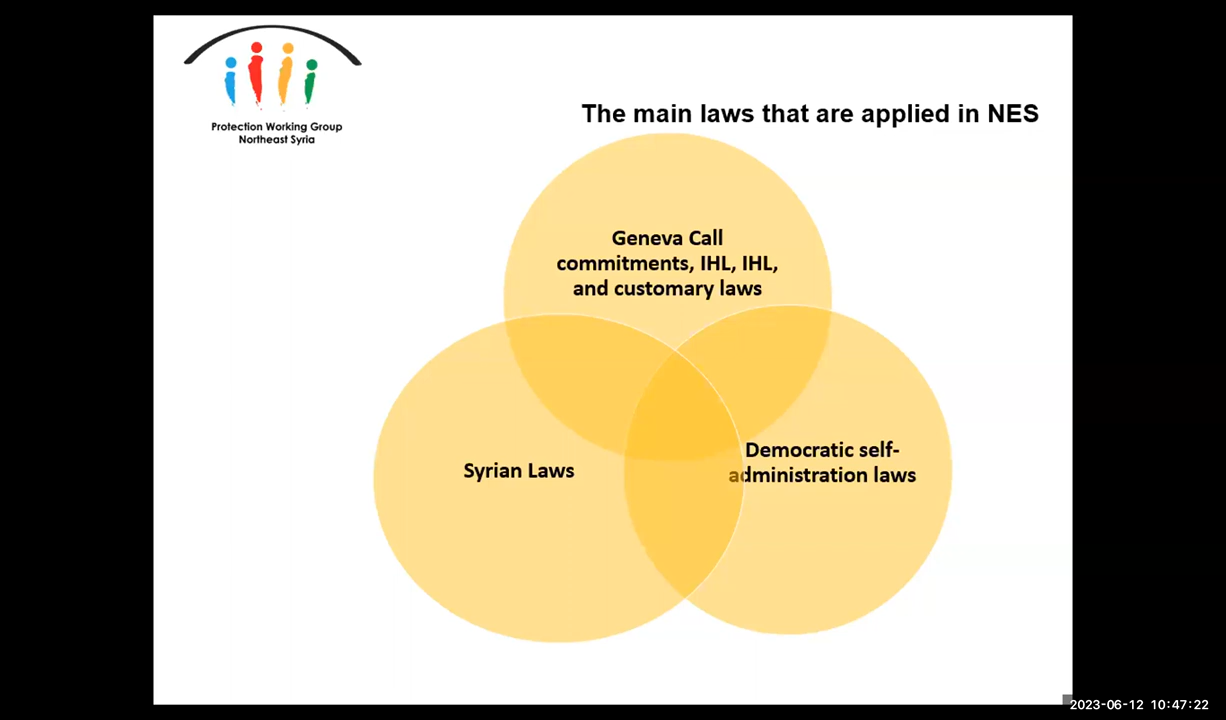 Protection Working Group
Northeast Syria
The main laws that are applied in NES
Geneva Call
commitments, IHL, IHL,
and customary laws
Syrian Laws
Democratic self-
administration laws
2023-06-12 10:47:22